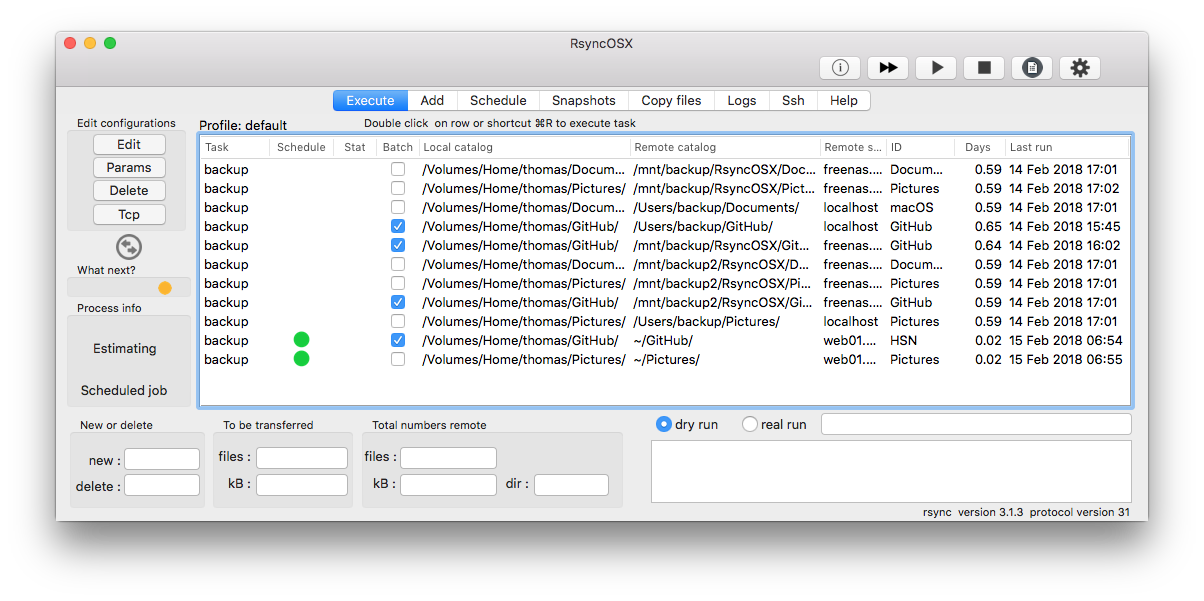 RsyncOSX
Execute Add Schedule Snapshots Copy files Logs Ssh Help
Edit configurations
Profile: default
Double click on row or shortcut ⌘R to execute task
Edit
Params
Delete
Tcp
What next?
Process info
Estimating
Scheduled job
Task Schedule Stat Batch Local catalog Remote catalog Remote s... ID Days Last run
backup /Volumes/Home/thomas/Docum... /mnt/backup/RsyncOSX/Doc... freenas.... Docum... 0.59 14 Feb 2018 17:01
backup /Volumes/Home/thomas/Pictures/ /mnt/backup/RsyncOSX/Pict... freenas.... Pictures 0.59 14 Feb 2018 17:02
backup /Volumes/Home/thomas/Docum... /Users/backup/Documents/ localhost macOS 0.59 14 Feb 2018 17:01
backup /Volumes/Home/thomas/GitHub/ /Users/backup/GitHub/ localhost GitHub 0.65 14 Feb 2018 15:45
backup /Volumes/Home/thomas/GitHub/ /mnt/backup/RsyncOSX/Git... freenas.... GitHub 0.64 14 Feb 2018 16:02
backup /Volumes/Home/thomas/Docum... /mnt/backup2/RsyncOSX/D... freenas.... Docum... 0.59 14 Feb 2018 17:01
backup /Volumes/Home/thomas/Pictures/ /mnt/backup2/RsyncOSX/Pi... freenas.... Pictures 0.59 14 Feb 2018 17:01
backup /Volumes/Home/thomas/GitHub/ /mnt/backup2/RsyncOSX/Gi... freenas.... GitHub 0.59 14 Feb 2018 17:01
backup /Volumes/Home/thomas/Pictures/ /Users/backup/Pictures/ localhost Pictures 0.59 14 Feb 2018 17:01
backup /Volumes/Home/thomas/GitHub/ ~/GitHub/ web01.... HSN 0.02 15 Feb 2018 06:54
backup /Volumes/Home/thomas/Pictures/ ~/Pictures/ web01.... Pictures 0.02 15 Feb 2018 06:55
New or delete
new :
delete :
To be transferred
files :
kB :
Total numbers remote
files :
kB : dir :
dry run real run
rsync version 3.1.3 protocol version 31